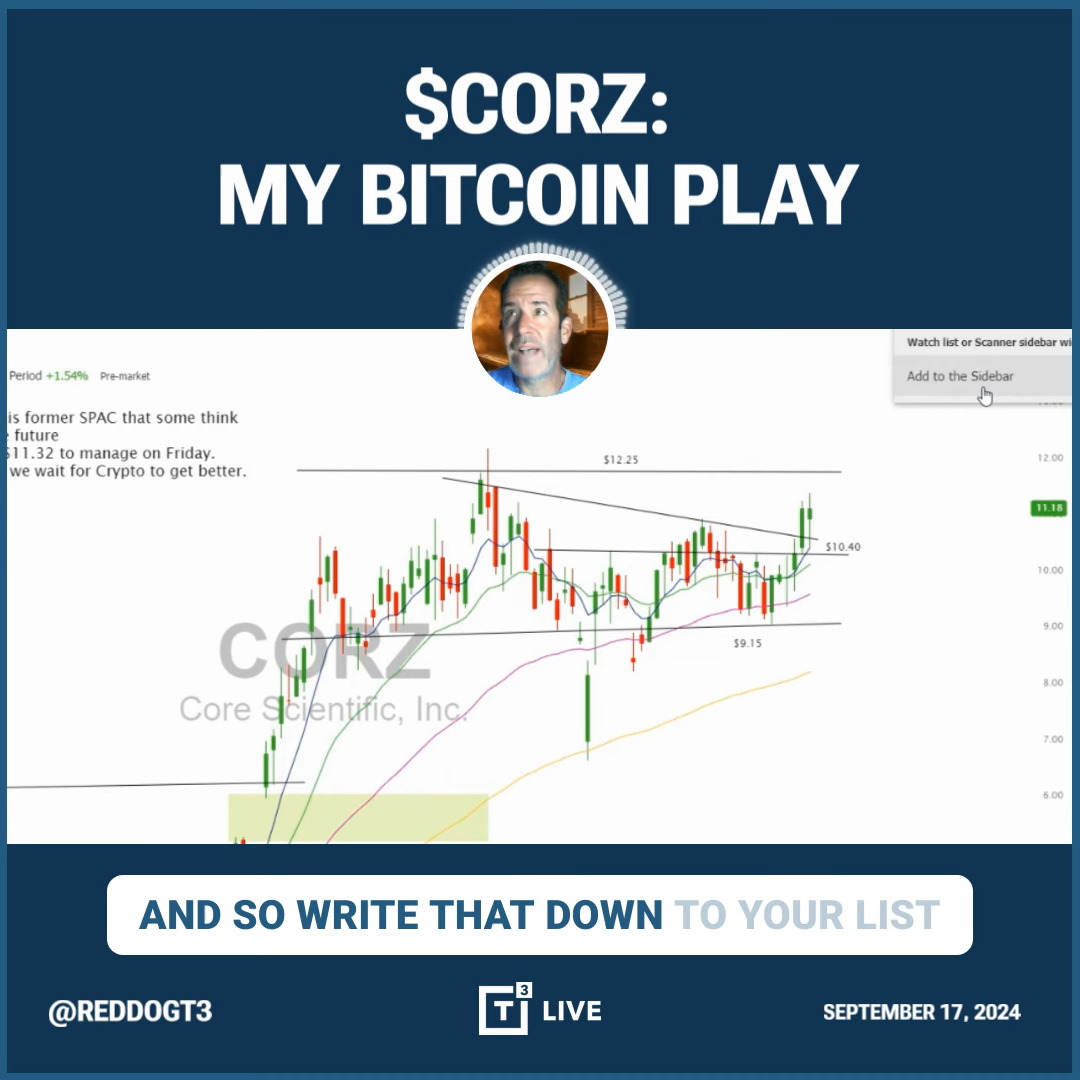 $CORZ:
MY BITCOIN PLAY
Watch list or Scanner sidebar wi
Period +1.54% Pre-market
Add to the Sidebar
is former SPAC that some think
future
$11.32 to manage on Friday.
we wait for Crypto to get better.
$12.25
12.00
11.18
$10.40
10.00
9.00
$9.15
CORZ
Core Scientific, Inc.
8.00
7.00
6.00
AND SO WRITE THAT DOWN TO YOUR LIST
@REDDOGT3
T3 LIVE
SEPTEMBER 17, 2024